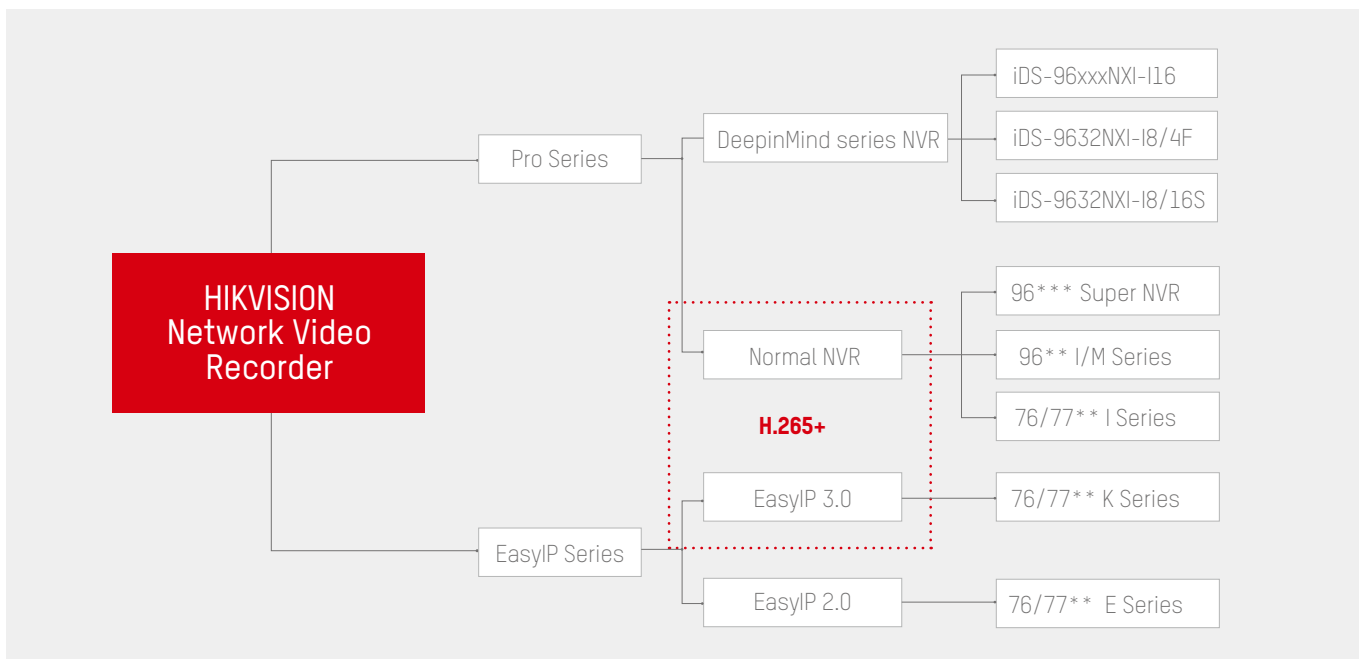 HIKVISION
Network Video
Recorder
Pro Series
EasyIP Series
DeepinMind series NVR
Normal NVR
H.265+
EasyIP 3.0
EasyIP 2.0
iDS-96xxxNXI-I16
iDS-9632NXI-I8/4F
iDS-9632NXI-I8/16S
96*** Super NVR
96** I/M Series
76/77** I Series
76/77** K Series
76/77** E Series